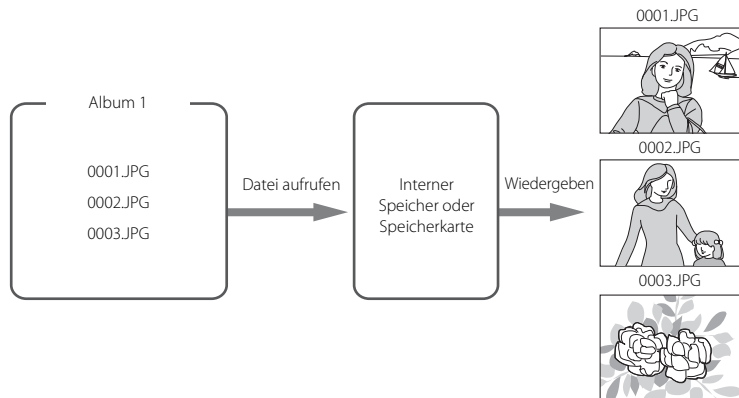 Album 1
0001.JPG
0002.JPG
0003.JPG
Datei aufrufen
Interner
Speicher oder
Speicherkarte
Wiedergeben
0001.JPG
0002.JPG
0003.JPG